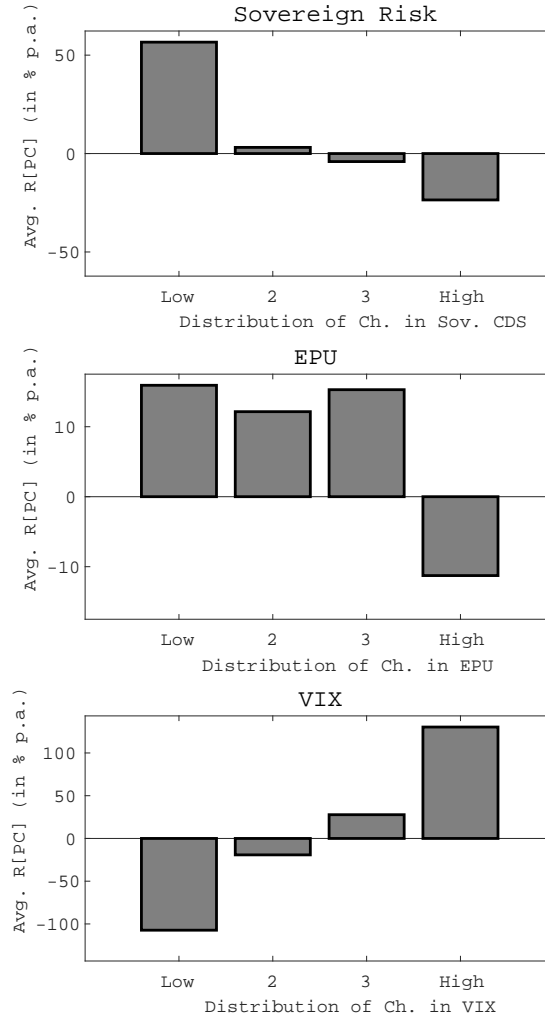 Sovereign Risk
Avg. R[PC] (in % p.a.)
50
0
-50
Low 2 3 High
Distribution of Ch. in Sov. CDS
EPU
Avg. R[PC] (in % p.a.)
10
0
-10
Low 2 3 High
Distribution of Ch. in EPU
VIX
Avg. R[PC] (in % p.a.)
100
50
0
-50
-100
Low 2 3 High
Distribution of Ch. in VIX